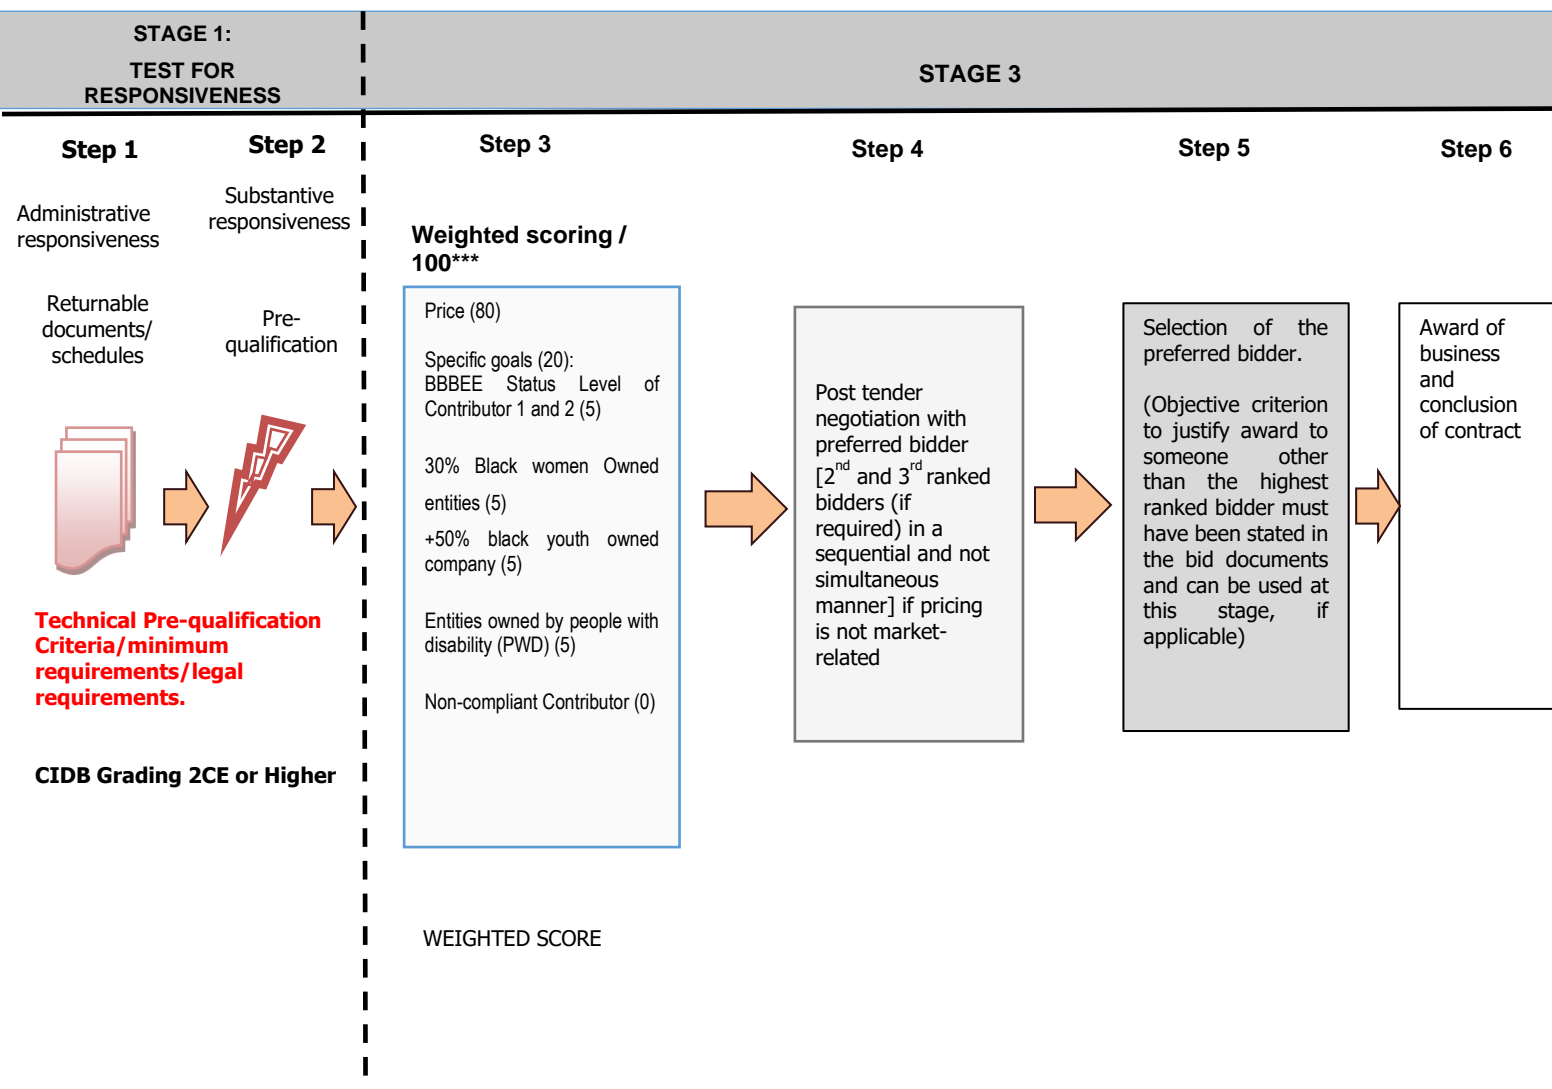 STAGE 1:
TEST FOR
RESPONSIVENESS
STAGE 3
Step 1
Administrative
responsiveness
Returnable
documents/
schedules
Step 2
Substantive
responsiveness
Pre-
qualification
Technical Pre-qualification
Criteria/minimum
requirements/legal
requirements.
CIDB Grading 2CE or Higher
Step 3
Weighted scoring /
100***
Price (80)
Specific goals (20):
BBBEE Status Level of
Contributor 1 and 2 (5)
30% Black women Owned
entities (5)
+50% black youth owned
company (5)
Entities owned by people with
disability (PWD) (5)
Non-compliant Contributor (0)
WEIGHTED SCORE
Step 4
Post tender
negotiation with
preferred bidder
[2nd and 3rd ranked
bidders (if
required) in a
sequential and not
simultaneous
manner] if pricing
is not market-
related
Step 5
Selection of the
preferred bidder.
(Objective criterion
to justify award to
someone other
than the highest
ranked bidder must
have been stated in
the bid documents
and can be used at
this stage, if
applicable)
Step 6
Award of
business
and
conclusion
of contract